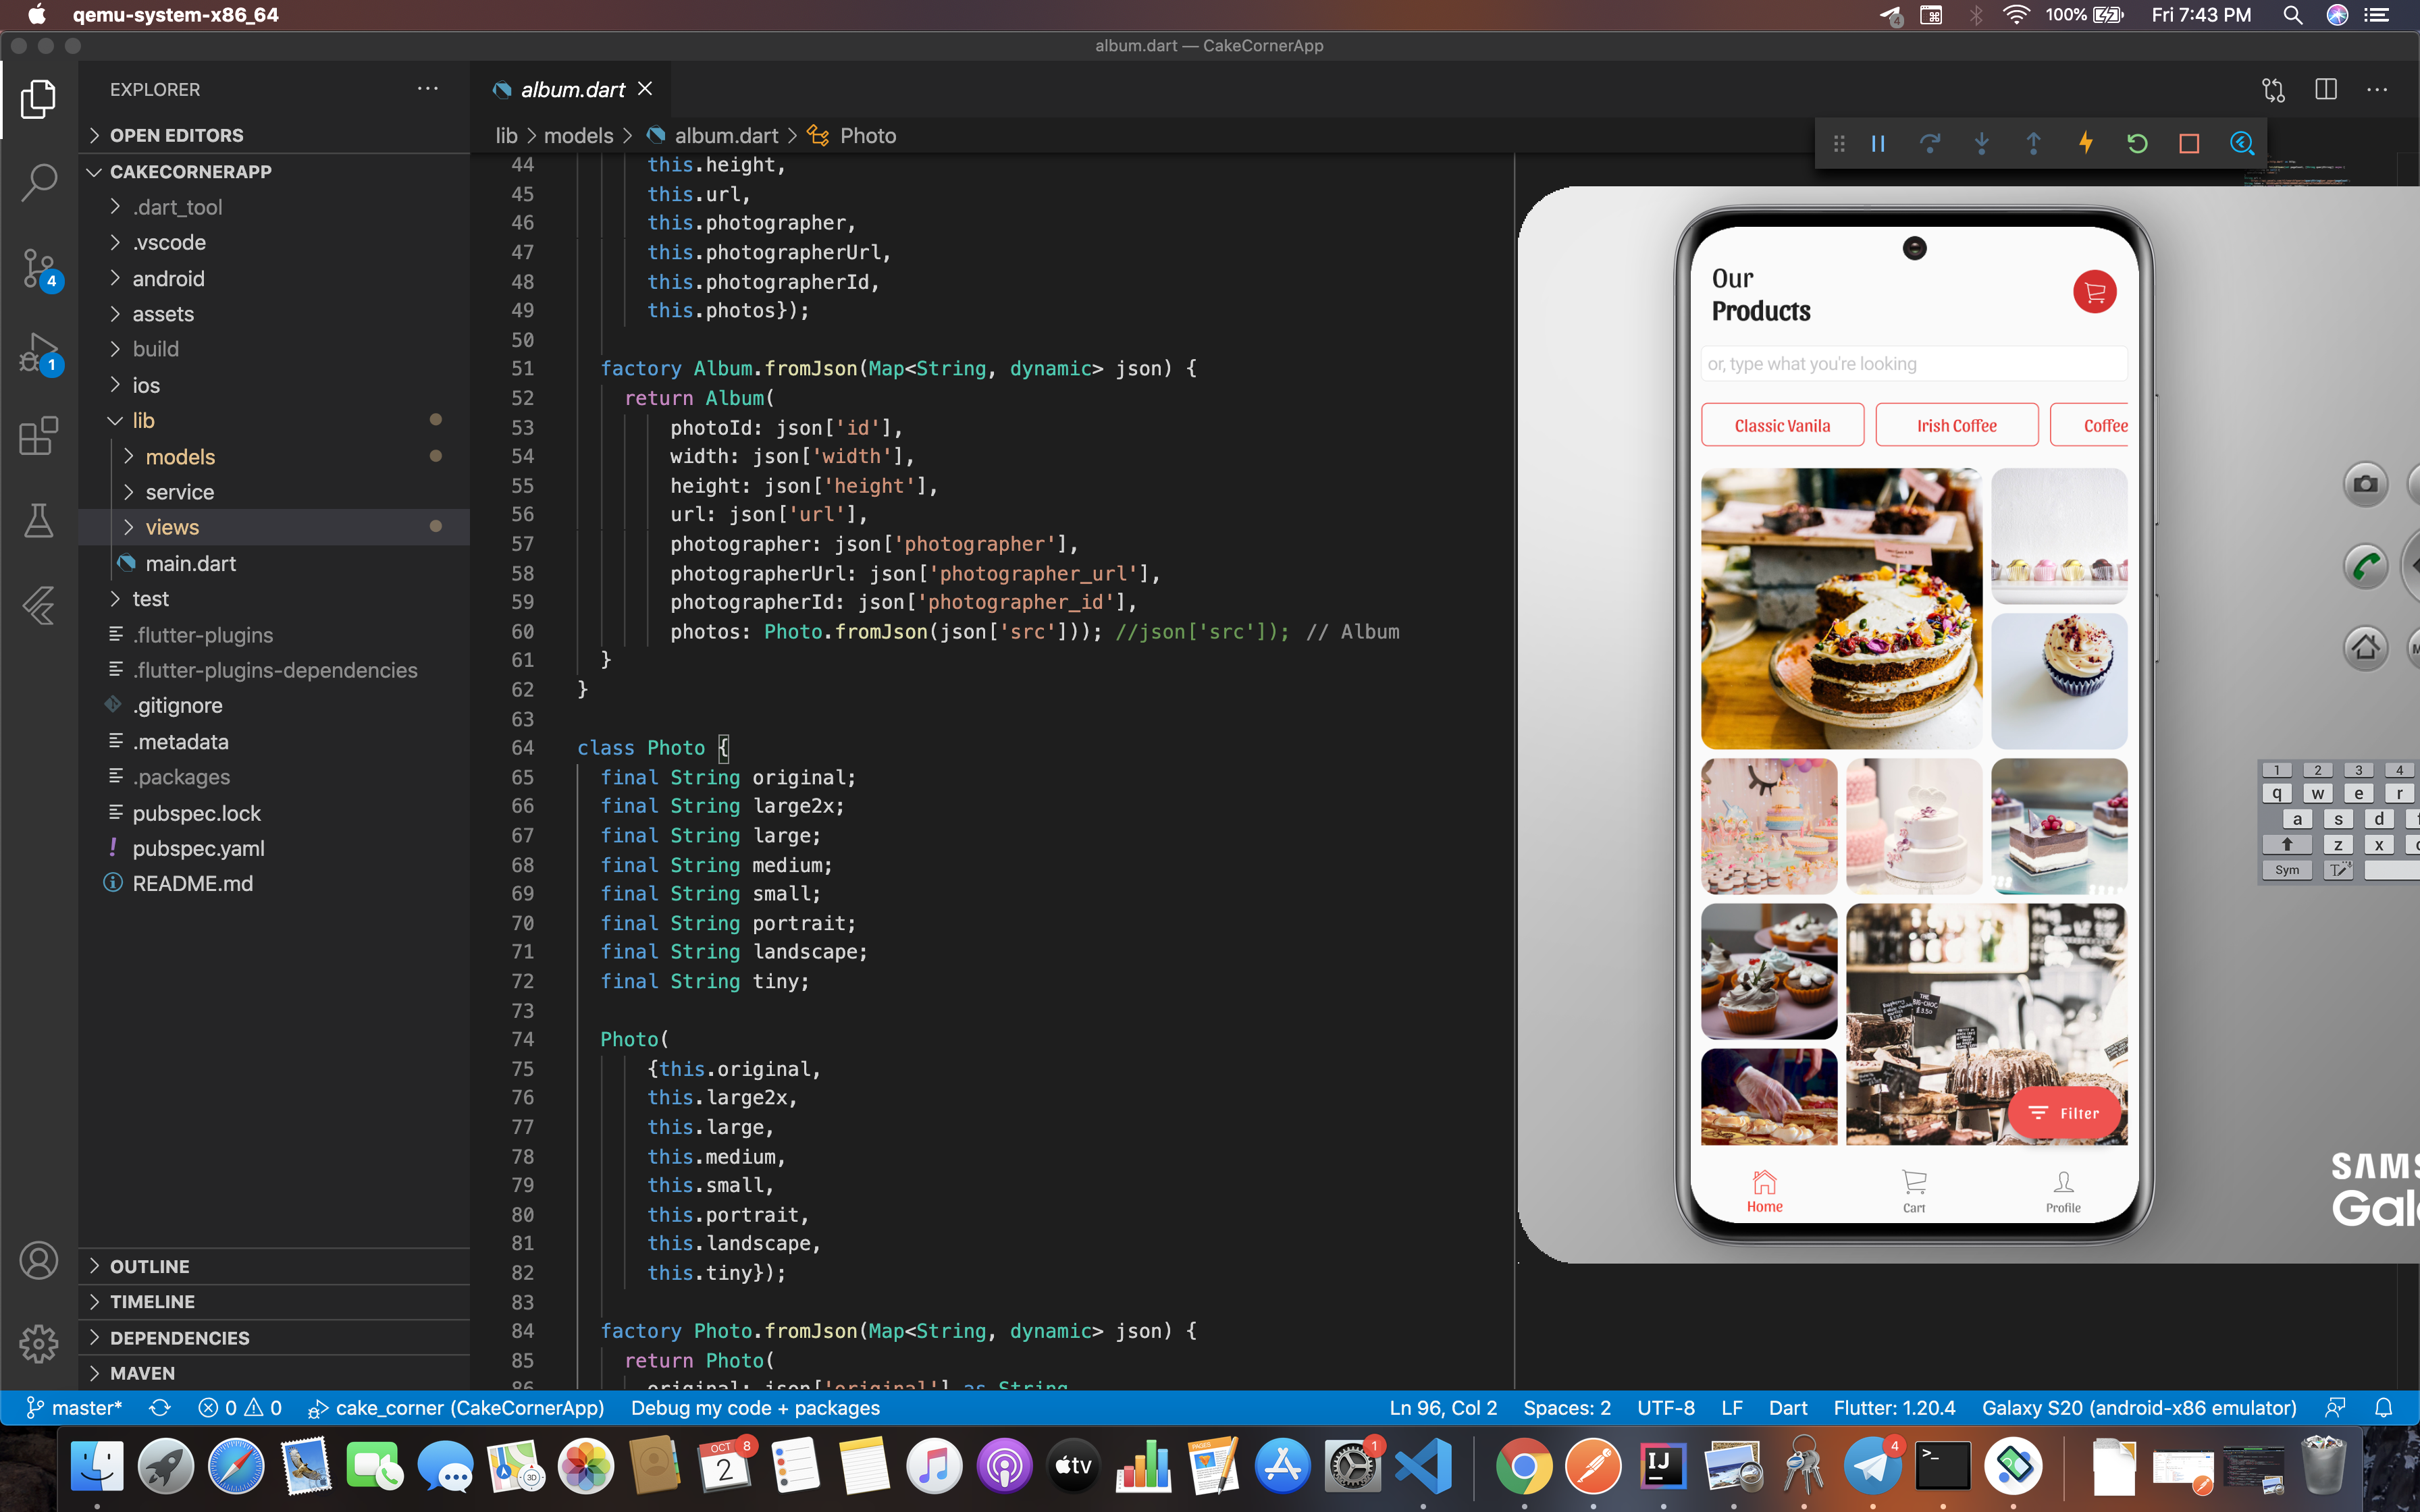 qemu-system-x86_64
4
100%
Fri 7:43 PM
album.dart — CakeCornerApp
EXPLORER
OPEN EDITORS
CAKECORNERAPP
.dart_tool
.vscode
android
assets
build
ios
lib
models
service
views
main.dart
test
.flutter-plugins
.flutter-plugins-dependencies
.gitignore
.metadata
.packages
pubspec.lock
! pubspec.yaml
README.md
OUTLINE
TIMELINE
DEPENDENCIES
MAVEN
4
1
album.dart
lib > models > album.dart > Photo
44 this.height,
45 this.url,
46 this.photographer,
47 this.photographerUrl,
48 this.photographerId,
49 this.photos});
50
51 factory Album.fromJson(Map<String, dynamic> json) {
52 return Album(
53 photoId: json['id'],
54 width: json['width'],
55 height: json['height'],
56 url: json['url'],
57 photographer: json['photographer'],
58 photographerUrl: json['photographer_url'],
59 photographerId: json['photographer_id'],
60 photos: Photo.fromJson(json['src'])); //json['src']); // Album
61 }
62 }
63
64 class Photo {
65 final String original;
66 final String large2x;
67 final String large;
68 final String medium;
69 final String small;
70 final String portrait;
71 final String landscape;
72 final String tiny;
73
74 Photo(
75 {this.original,
76 this.large2x,
77 this.large,
78 this.medium,
79 this.small,
80 this.portrait,
81 this.landscape,
82 this.tiny});
83
84 factory Photo.fromJson(Map<String, dynamic> json) {
85 return Photo(
86 original: json['original'] as String
Our
Products
or, type what you're looking
Classic Vanila
Irish Coffee
Coffee
Filter
Home
Cart
Profile
1 2 3 4
q w e r
a s d
z x
Sym
SAMS
Gal
master*
0 0
cake_corner (CakeCornerApp)
Debug my code + packages
Ln 96, Col 2
Spaces: 2
UTF-8
LF
Dart
Flutter: 1.20.4
Galaxy S20 (android-x86 emulator)
3D
OCT
2
8
tv
PAGES
1
IJ
4
>_